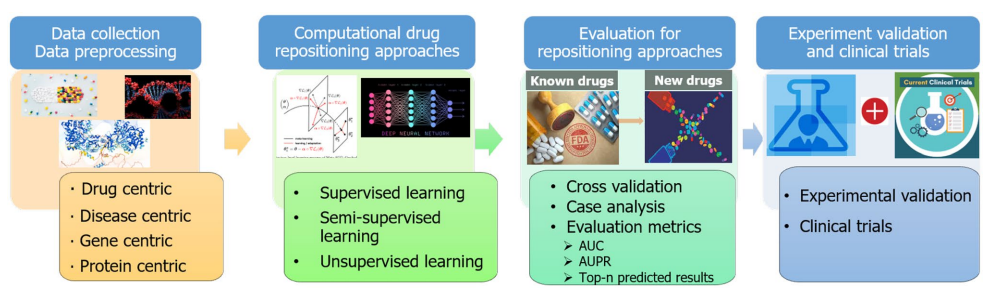 Data collection
Data preprocessing
· Drug centric
· Disease centric
· Gene centric
· Protein centric
Computational drug
repositioning approaches
DEEP NEURAL NETWORK
• Supervised learning
• Semi-supervised
learning
• Unsupervised learning
Evaluation for
repositioning approaches
Known drugs
New drugs
FDA
• Cross validation
• Case analysis
• Evaluation metrics
➢ AUC
➢ AUPR
➢ Top-n predicted results
Experiment validation
and clinical trials
Current Clinical Trials
• Experimental validation
• Clinical trials